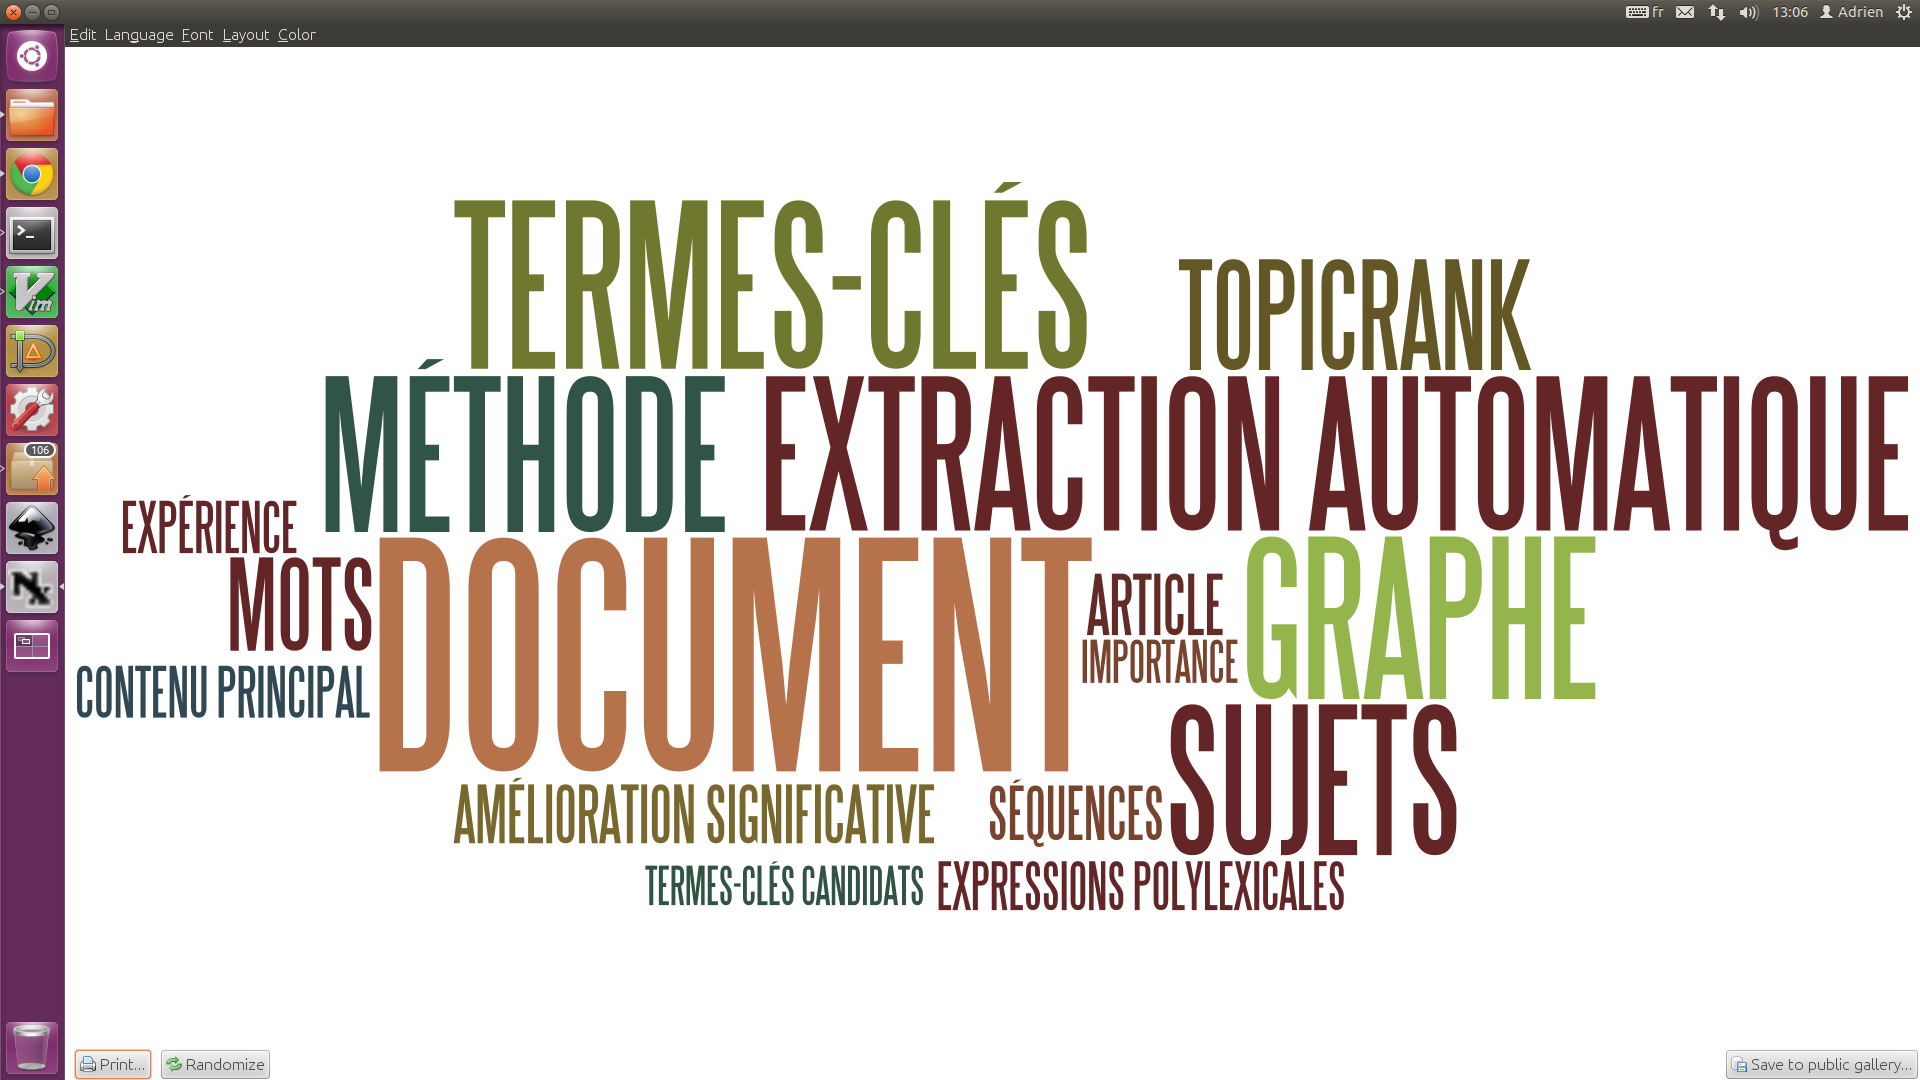 fr 13:06 Adrien
Edit Language Font Layout Color
TERMES-CLÉS
TOPICRANK
MÉTHODE EXTRACTION AUTOMATIQUE
EXPÉRIENCE
MOTS
DOCUMENT
ARTICLE
GRAPHE
IMPORTANCE
CONTENU PRINCIPAL
SUJETS
AMÉLIORATION SIGNIFICATIVE
SÉQUENCES
TERMES-CLÉS CANDIDATS
EXPRESSIONS POLYLEXICALES
106
>_
Vim
NX
Print...
Randomize
Save to public gallery...